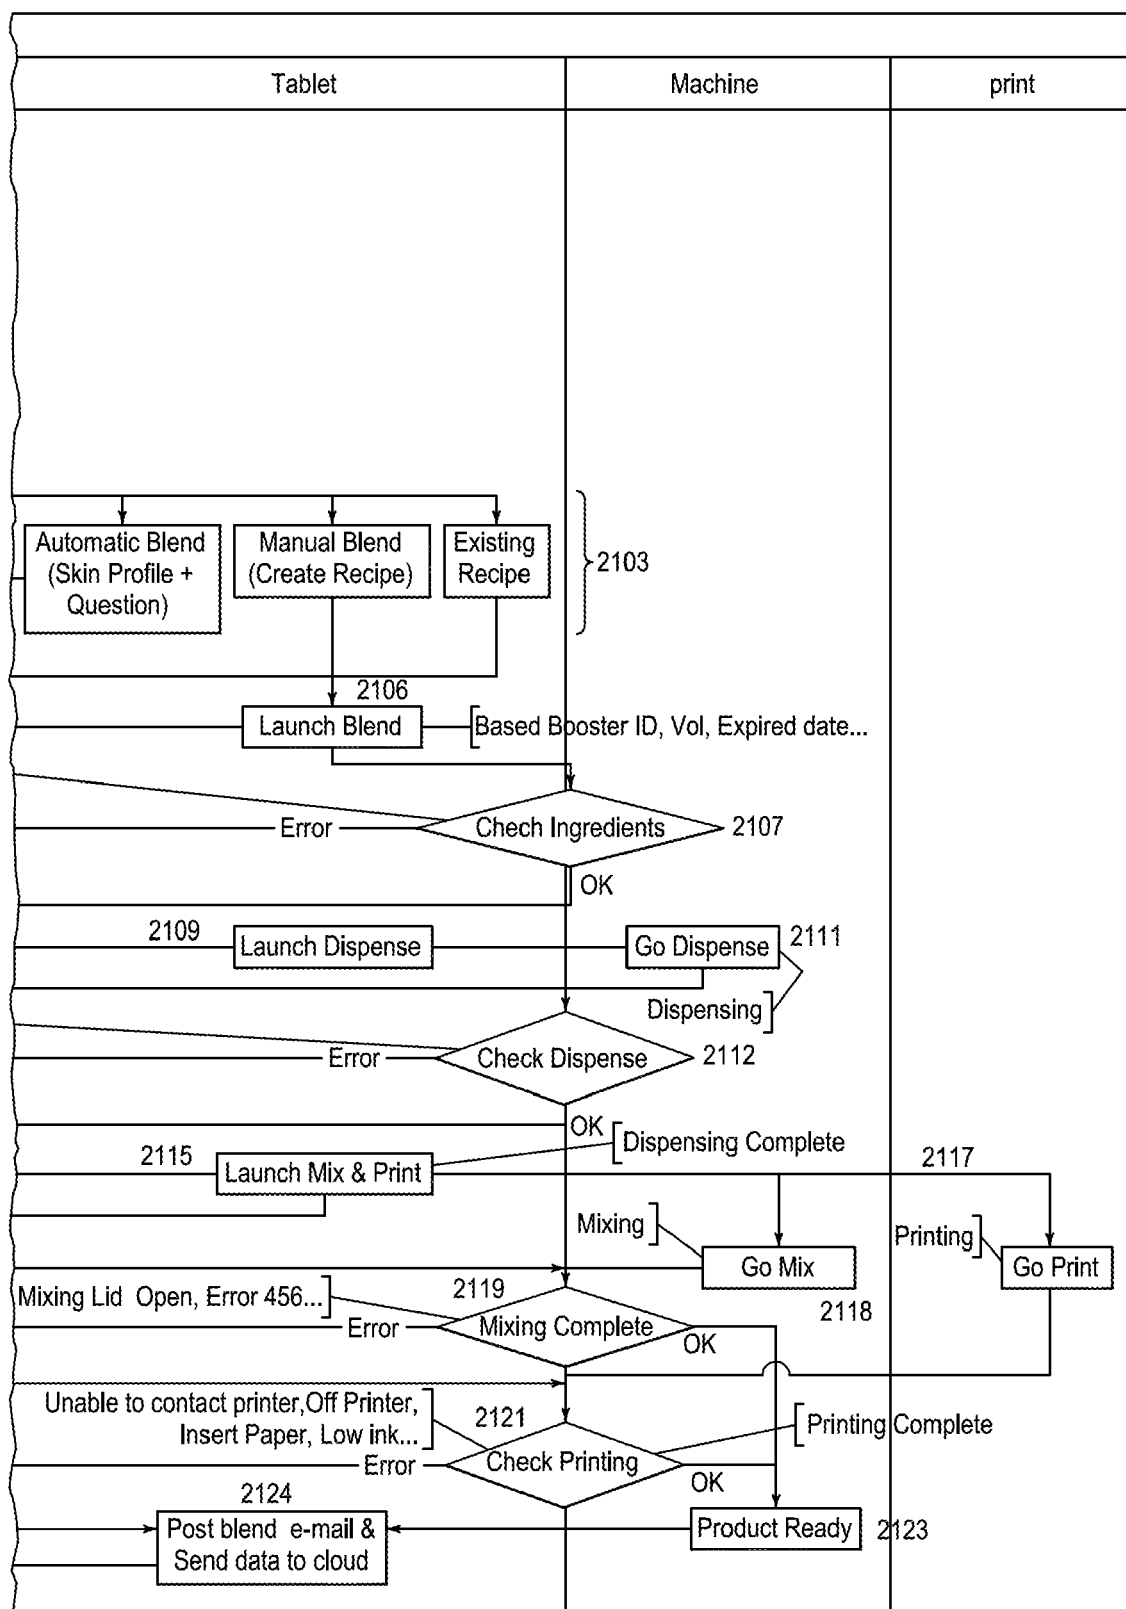 Tablet
Machine
print
Automatic Blend
(Skin Profile +
Question)
Manual Blend
(Create Recipe)
Existing
Recipe
2103
2106
Launch Blend
Based Booster ID, Vol, Expired date...
Error
Chech Ingredients
2107
OK
2109
Launch Dispense
Go Dispense
2111
Dispensing
Error
Check Dispense
2112
OK
Dispensing Complete
2115
Launch Mix & Print
2117
Mixing
Printing
Go Mix
Go Print
2118
Mixing Lid Open, Error 456...
2119
Error
Mixing Complete
OK
Unable to contact printer,Off Printer,
Insert Paper, Low ink...
2121
Printing Complete
Error
Check Printing
OK
2124
Post blend e-mail &
Send data to cloud
Product Ready
2123